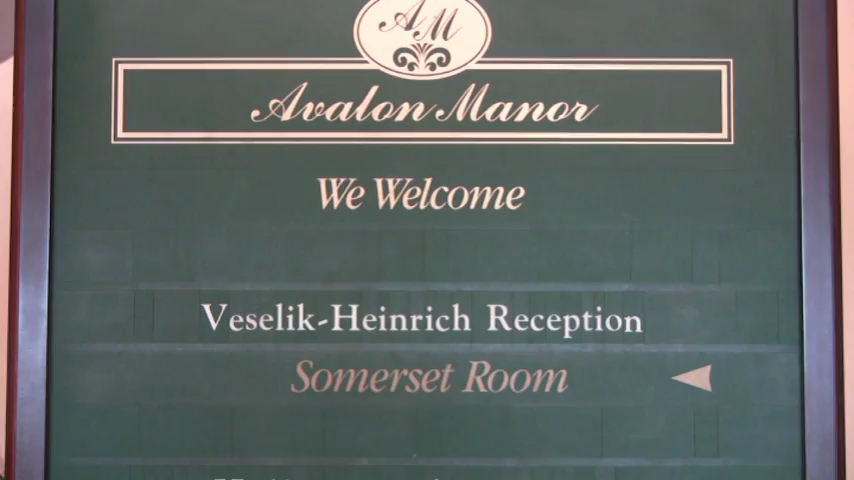 AM
Avalon Manor
We Welcome
Veselik-Heinrich Reception
Somerset Room